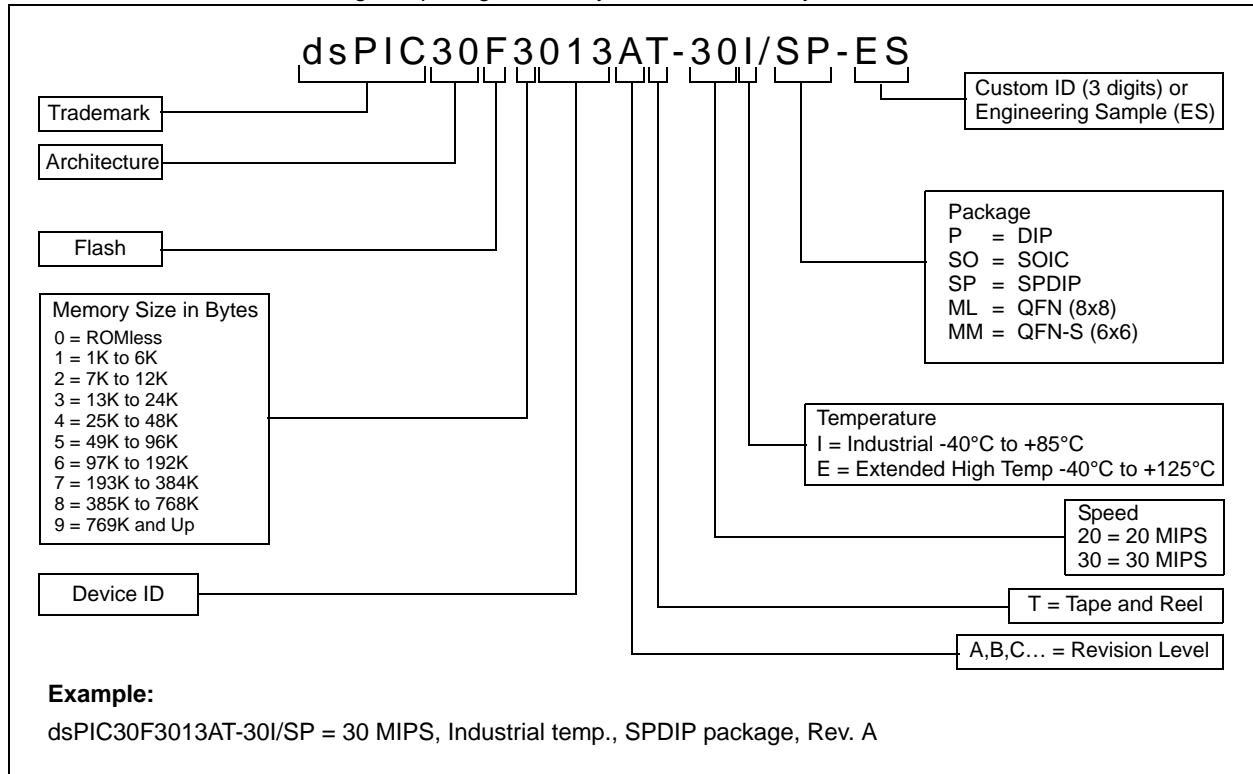 dsPIC30F3013AT-30I/SP-ES
Trademark
Architecture
Flash
Memory Size in Bytes
0 = ROMless
1 = 1K to 6K
2 = 7K to 12K
3 = 13K to 24K
4 = 25K to 48K
5 = 49K to 96K
6 = 97K to 192K
7 = 193K to 384K
8 = 385K to 768K
9 = 769K and Up
Device ID
Custom ID (3 digits) or
Engineering Sample (ES)
Package
P = DIP
SO = SOIC
SP = SPDIP
ML = QFN (8x8)
MM = QFN-S (6x6)
Temperature
I = Industrial -40°C to +85°C
E = Extended High Temp -40°C to +125°C
Speed
20 = 20 MIPS
30 = 30 MIPS
T = Tape and Reel
A,B,C… = Revision Level
Example:
dsPIC30F3013AT-30I/SP = 30 MIPS, Industrial temp., SPDIP package, Rev. A